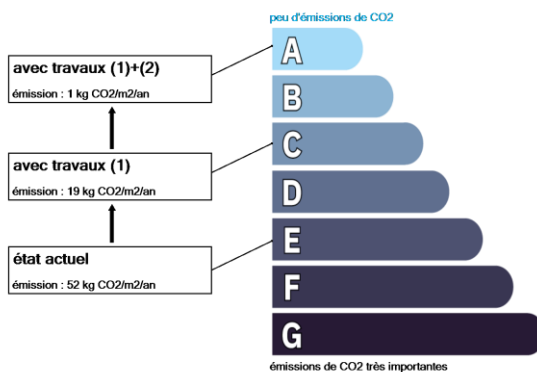 peu d'émissions de CO2
A
avec travaux (1)+(2)
émission : 1 kg CO2/m2/an
B
avec travaux (1)
émission : 19 kg CO2/m2/an
C
D
état actuel
émission : 52 kg CO2/m2/an
E
F
G
émissions de CO2 très importantes